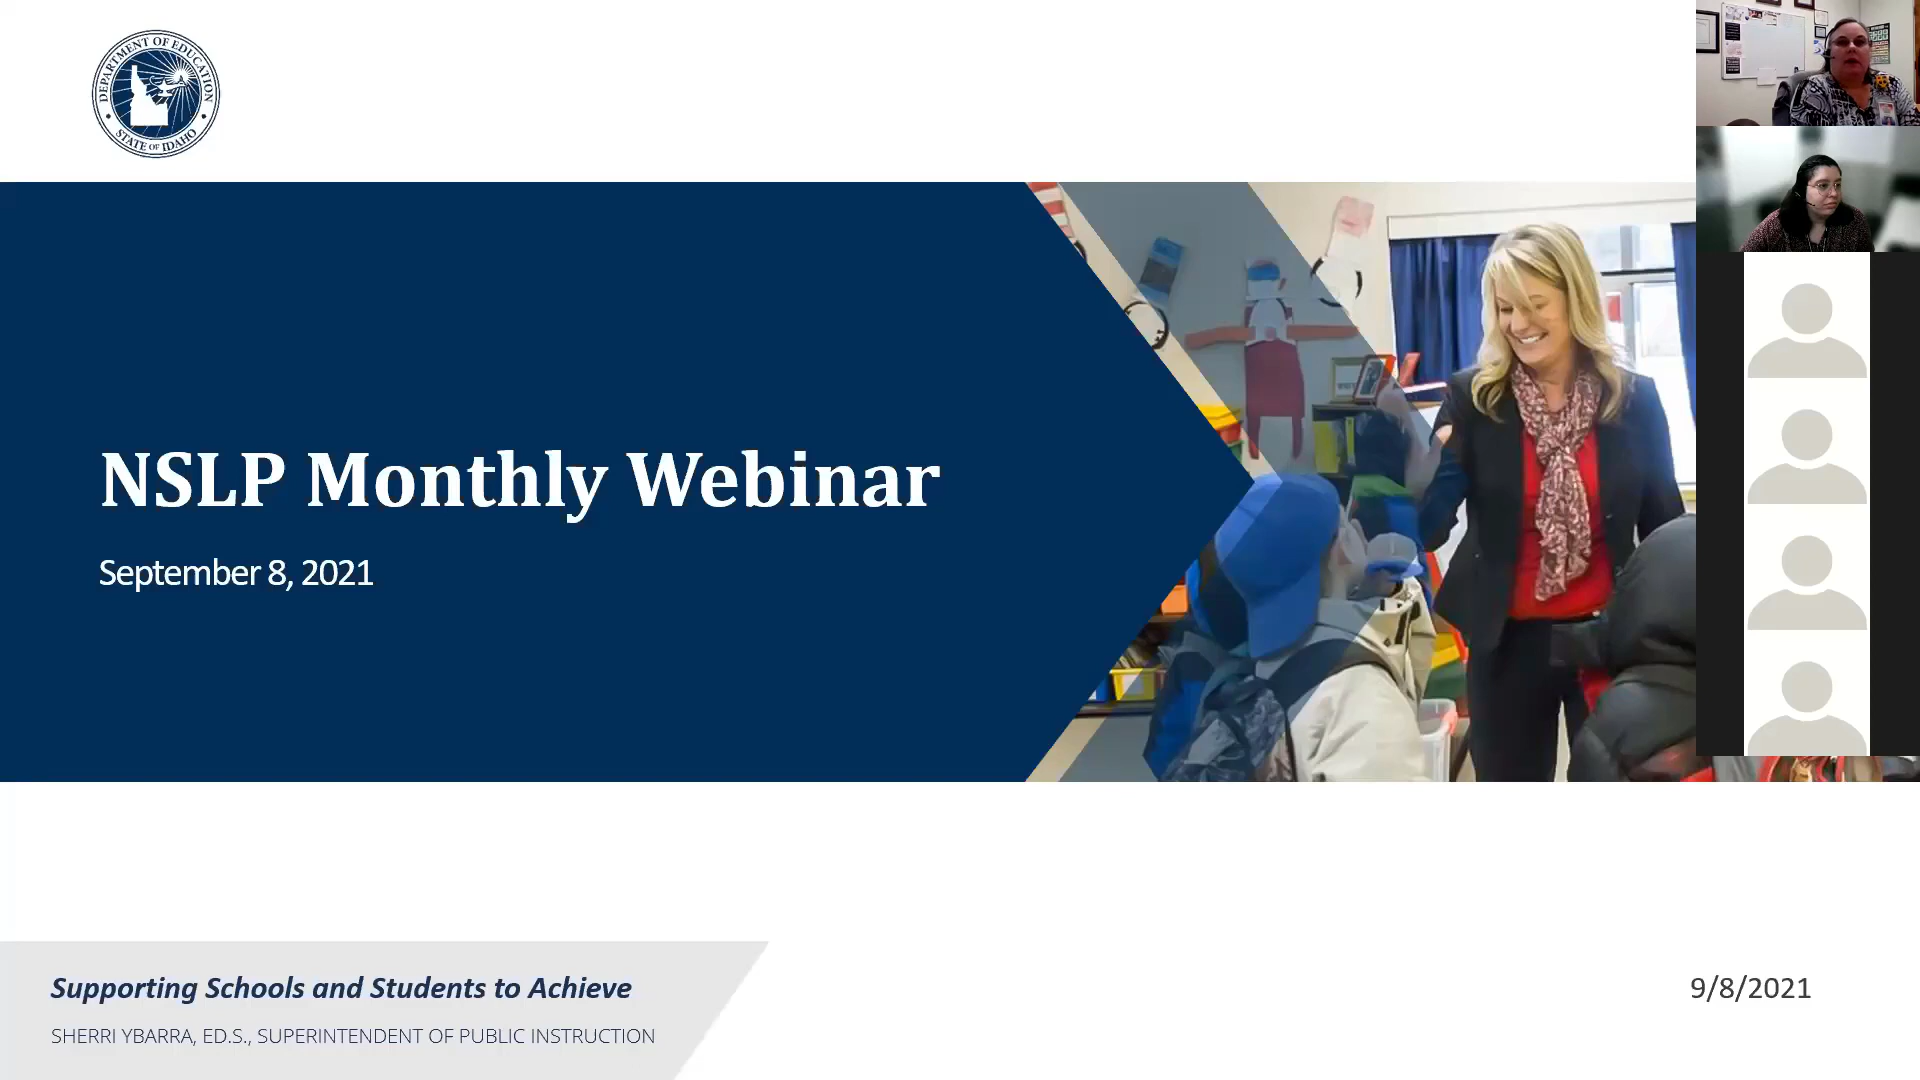 DEPARTMENT OF EDUCATION
STATE OF IDAHO
NSLP Monthly Webinar
September 8, 2021
Supporting Schools and Students to Achieve
SHERRI YBARRA, ED.S., SUPERINTENDENT OF PUBLIC INSTRUCTION
9/8/2021